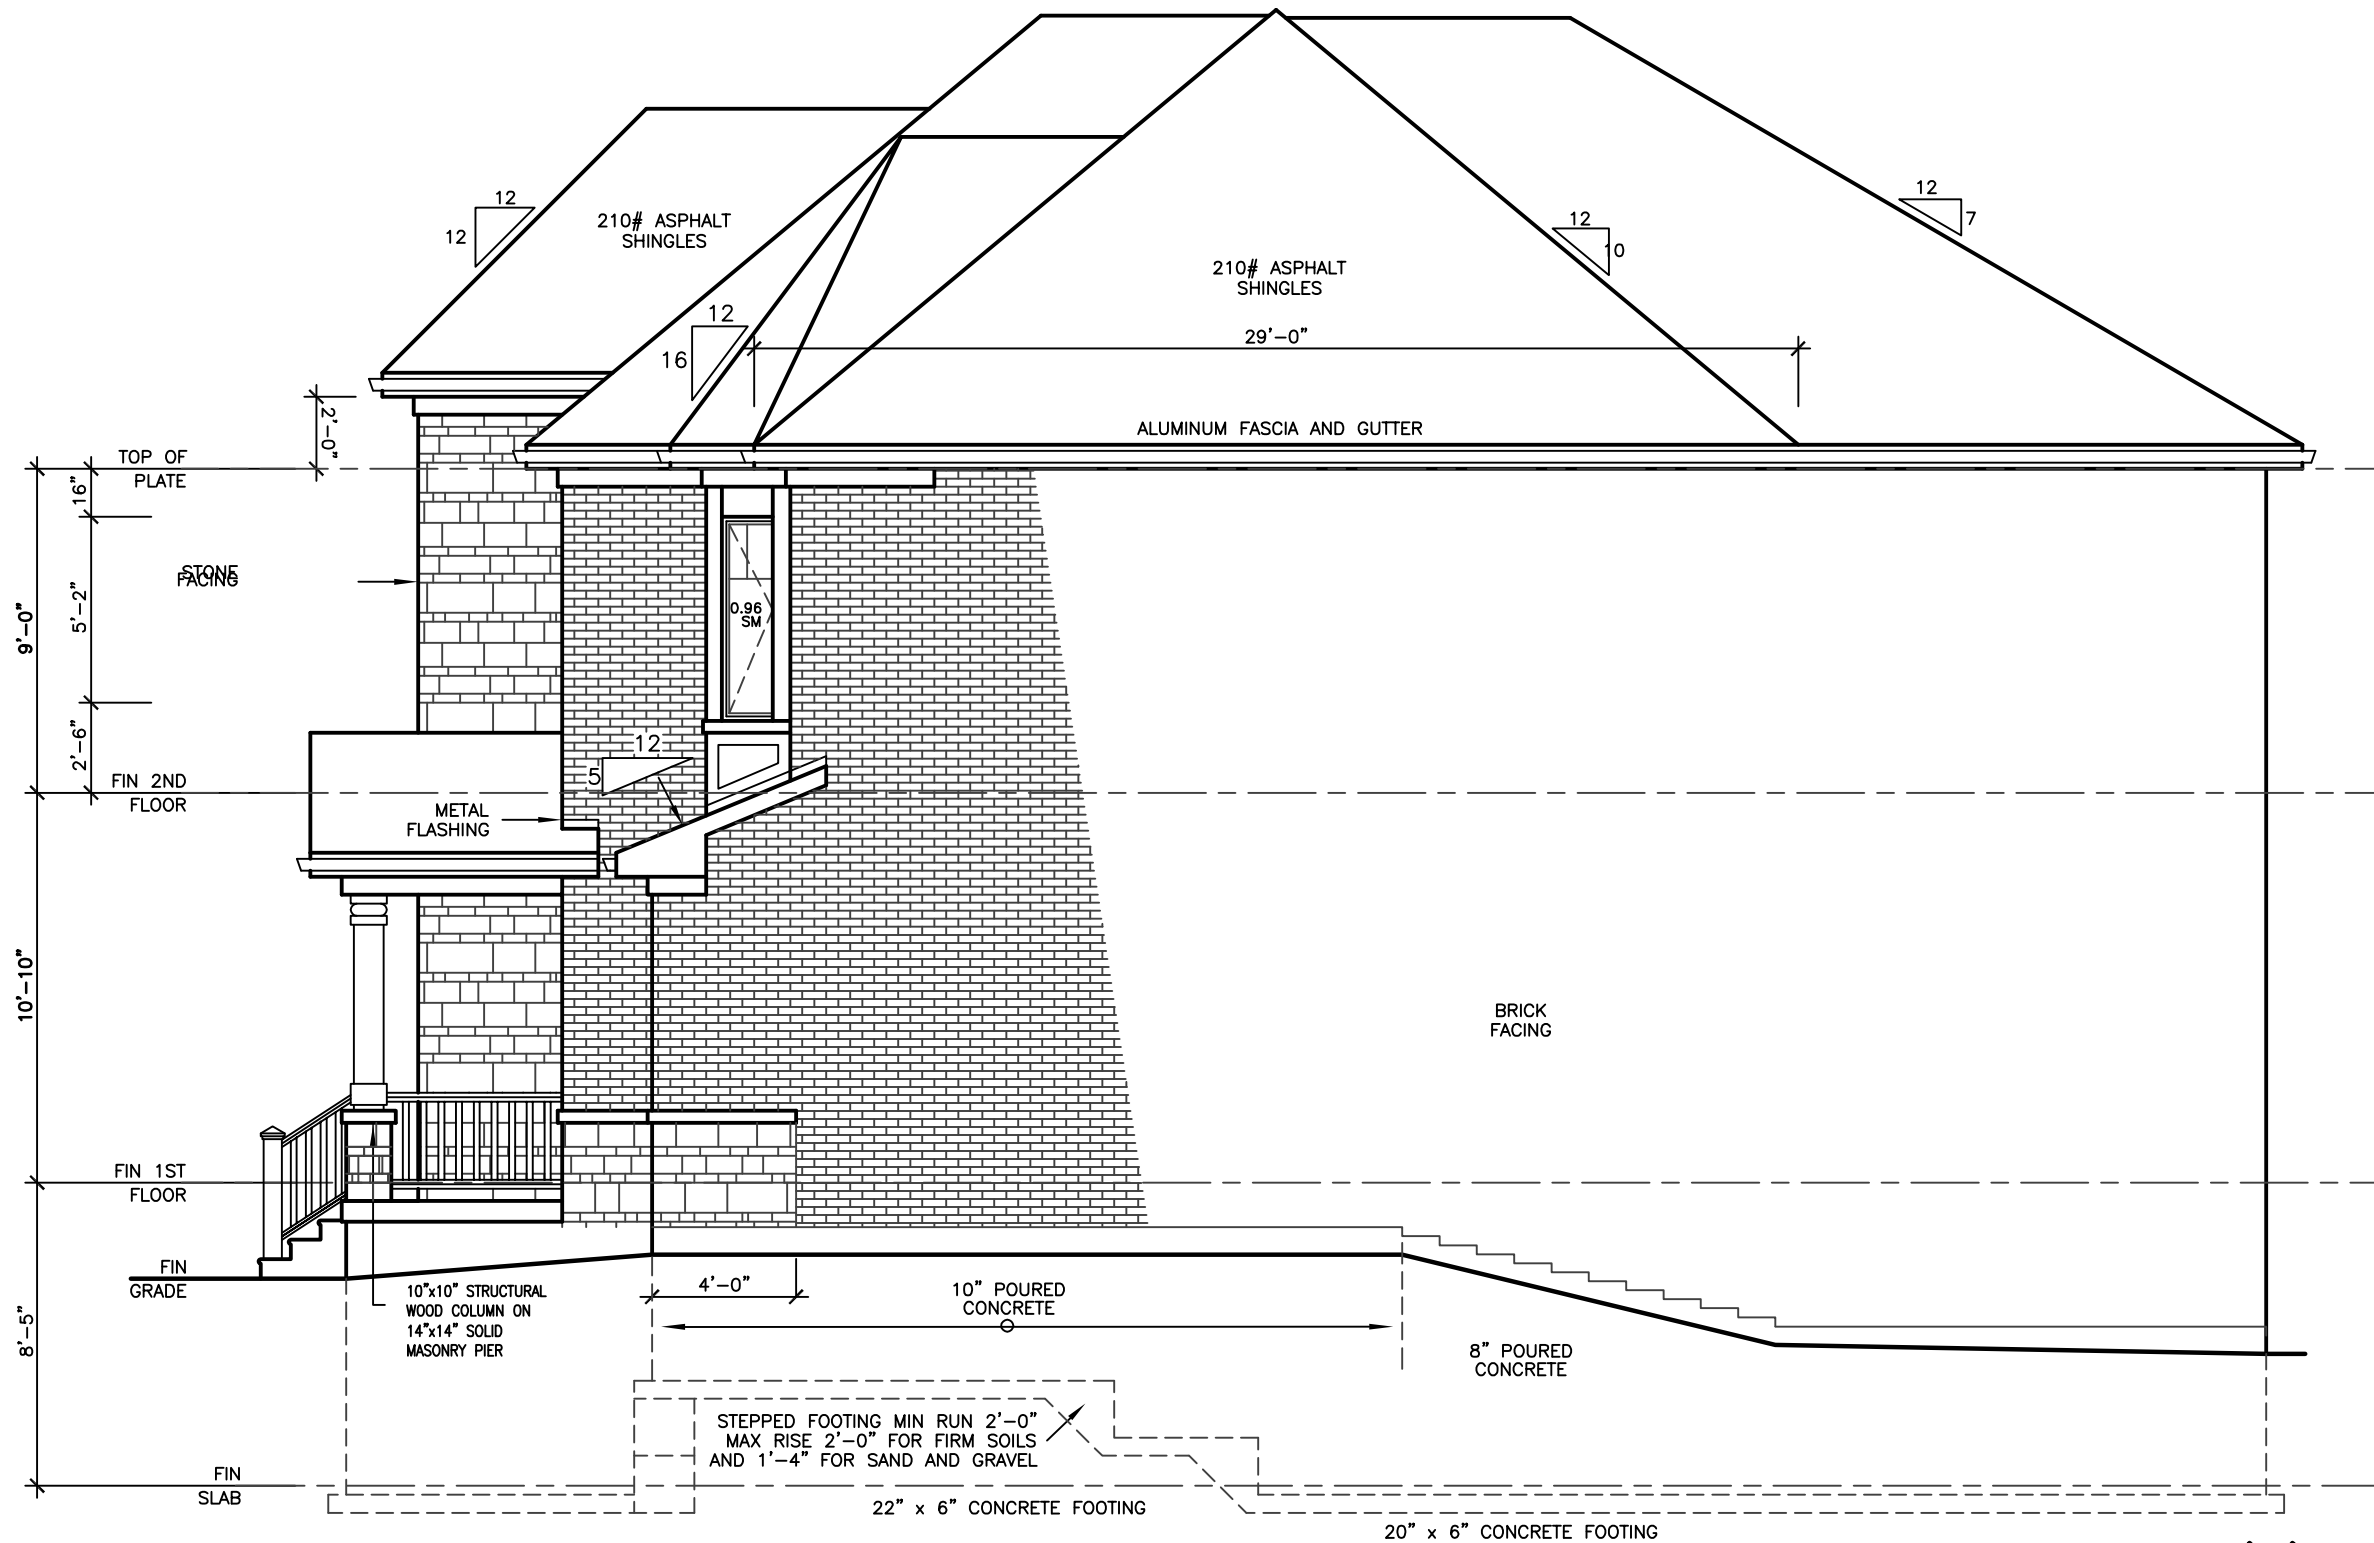 12
12
210# ASPHALT
SHINGLES
12
7
12
10
210# ASPHALT
SHINGLES
12
16
29'-0"
2'-0"
ALUMINUM FASCIA AND GUTTER
TOP OF
PLATE
16"
STONE
FACING
5'-2"
9'-0"
0.96
SM
2'-6"
12
5
FIN 2ND
FLOOR
METAL
FLASHING
10'-10"
BRICK
FACING
FIN 1ST
FLOOR
FIN
GRADE
4'-0"
10"x10" STRUCTURAL
WOOD COLUMN ON
14"x14" SOLID
MASONRY PIER
10" POURED
CONCRETE
8'-5"
8" POURED
CONCRETE
STEPPED FOOTING MIN RUN 2'-0"
MAX RISE 2'-0" FOR FIRM SOILS
AND 1'-4" FOR SAND AND GRAVEL
FIN
SLAB
22" x 6" CONCRETE FOOTING
20" x 6" CONCRETE FOOTING